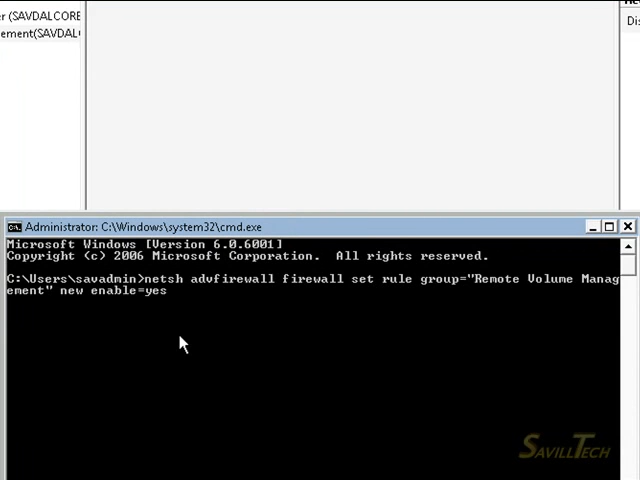 er (SAVDALCORE
ement(SAVDAL
Dis
Administrator: C:\Windows\system32\cmd.exe
Microsoft Windows [Version 6.0.6001]
Copyright (c) 2006 Microsoft Corporation.  All rights reserved.
C:\Users\savadmin>netsh advfirewall firewall set rule group="Remote Volume Manag
ement" new enable=yes
SAVILLTECH